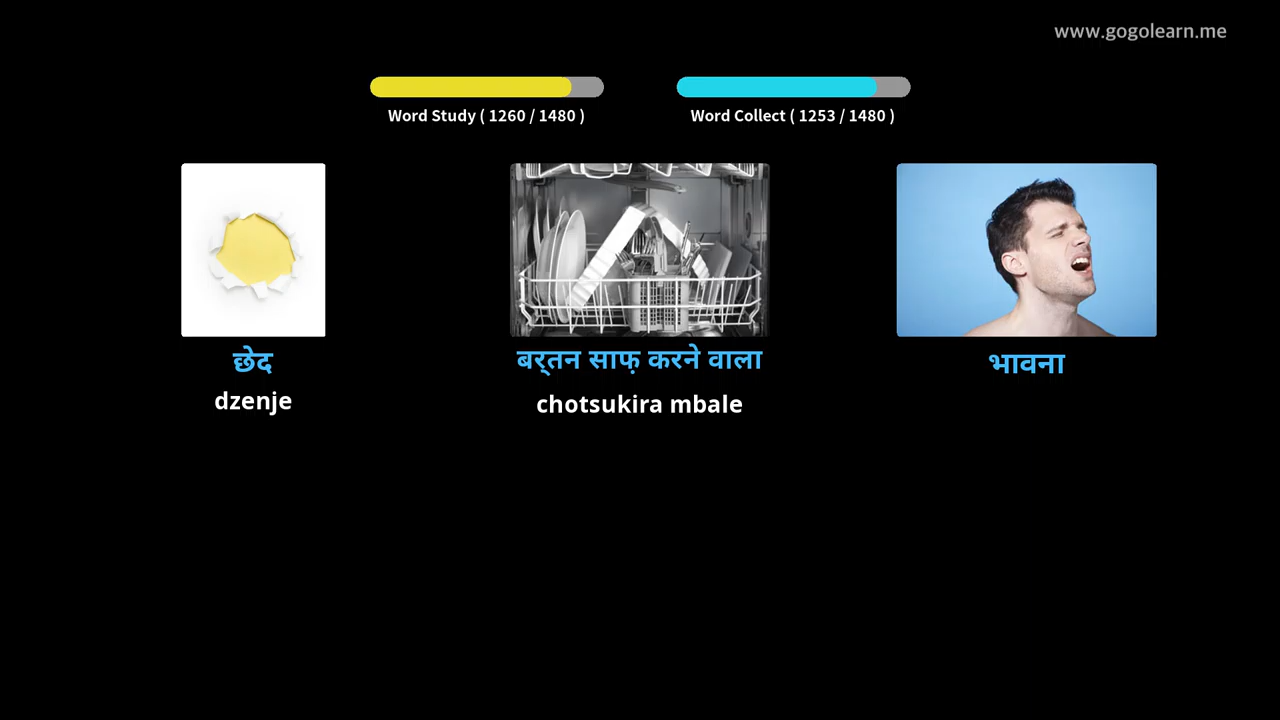 www.gogolearn.me
Word Study ( 1260 / 1480 )
Word Collect ( 1253 / 1480 )
छेद
बर्‌तन साफ़ करने वाला
भावना
dzenje
chotsukira mbale